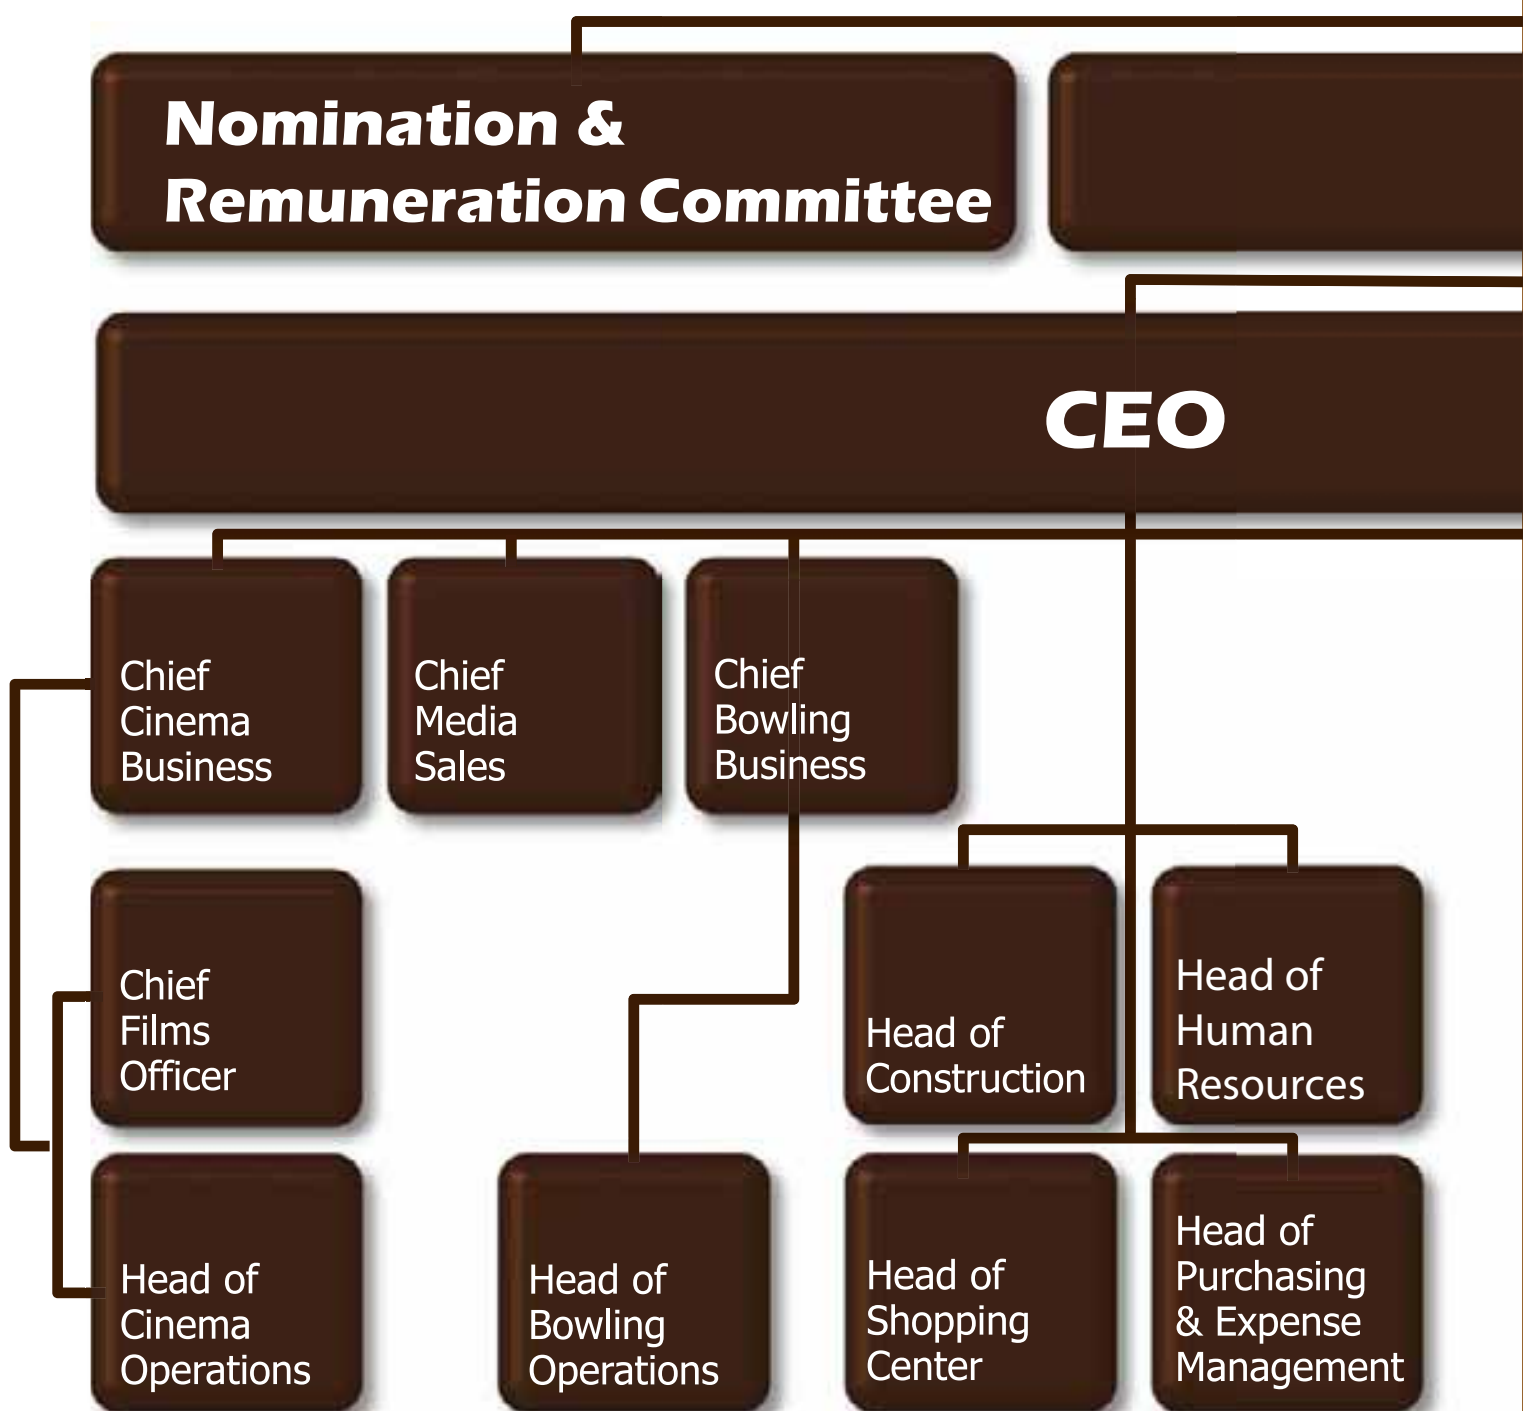 Nomination &
Remuneration Committee
CEO
Chief
Cinema
Business
Chief
Media
Sales
Chief
Bowling
Business
Chief
Films
Officer
Head of
Construction
Head of
Human
Resources
Head of
Cinema
Operations
Head of
Bowling
Operations
Head of
Shopping
Center
Head of
Purchasing
& Expense
Management